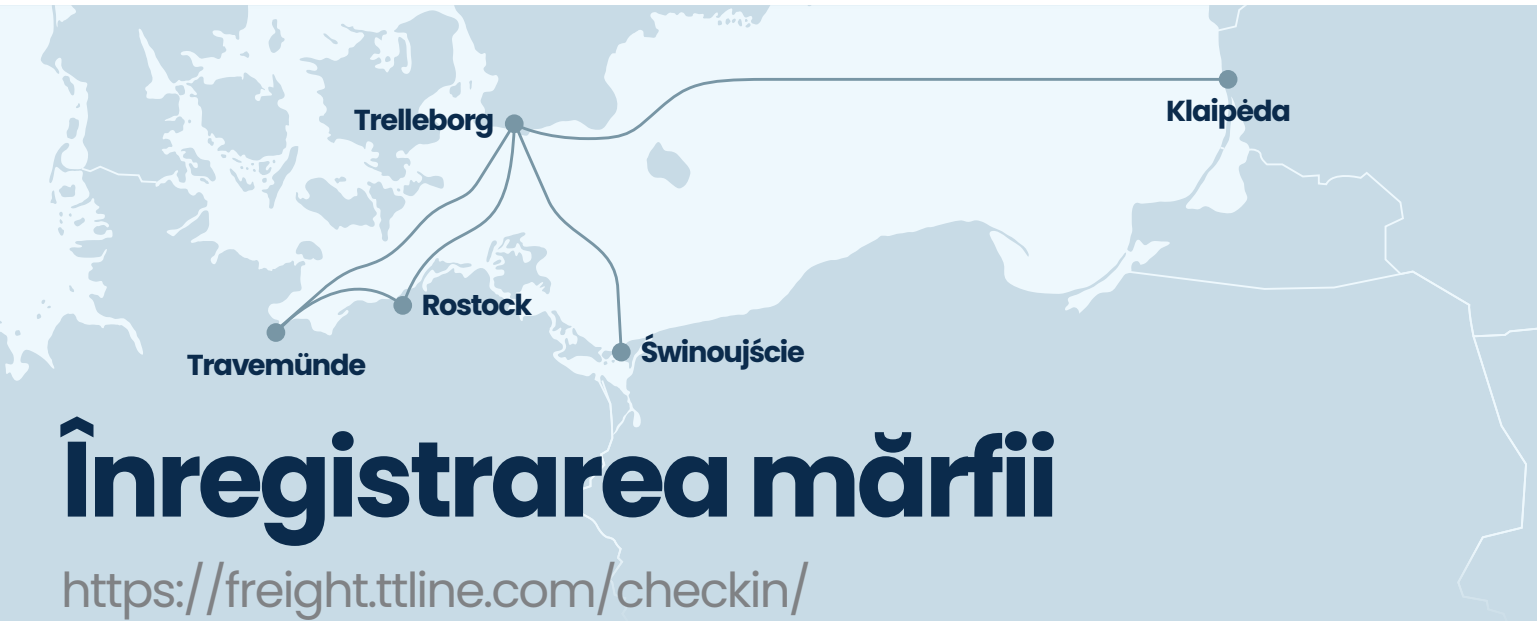 Klaipėda
Trelleborg
Rostock
Świnoujście
Travemünde
Înregistrarea mărfii
https://freight.ttline.com/checkin/